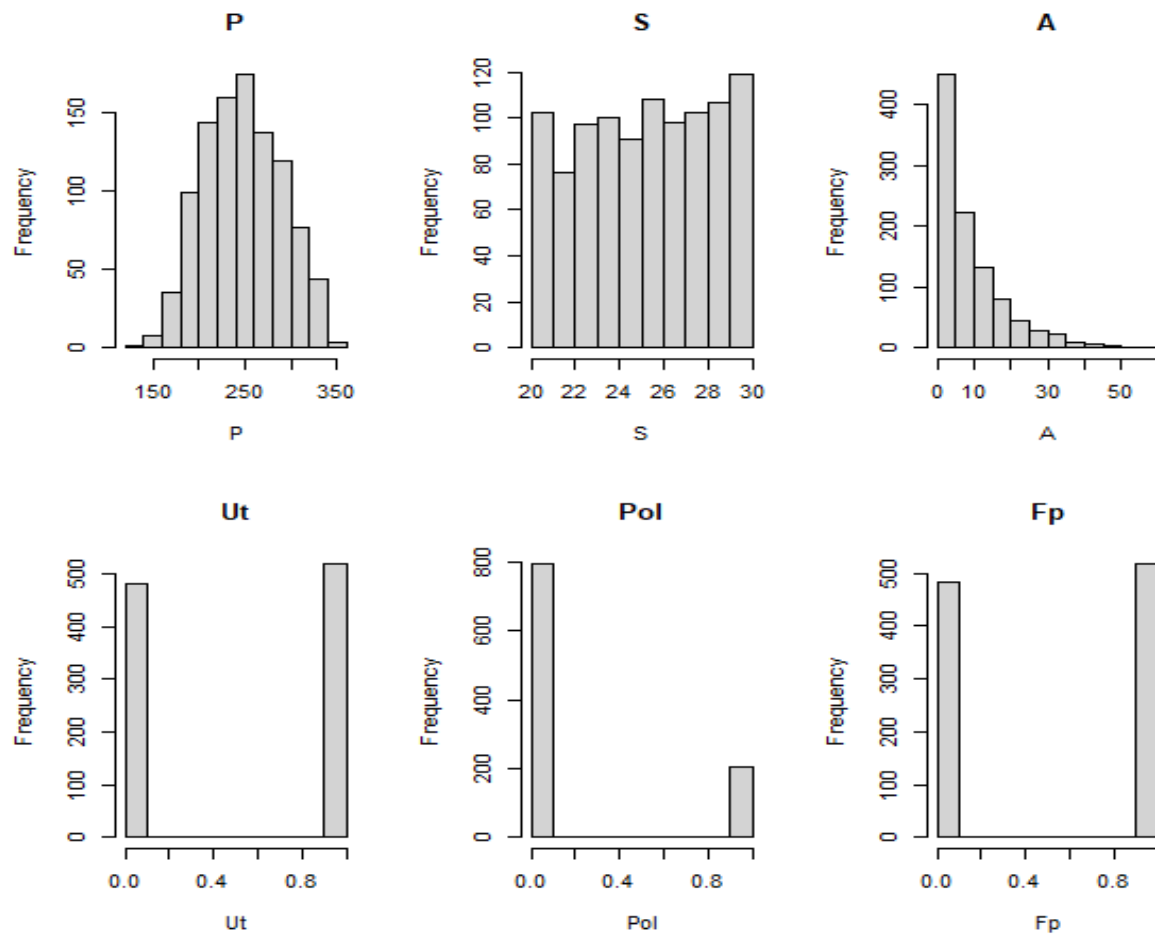 P
S
A
Frequency
0 50 100 150
150 250 350
P
Frequency
0 20 40 60 80 100 120
20 22 24 26 28 30
S
Frequency
0 100 200 300 400
0 10 30 50
A
Ut
Pol
Fp
Frequency
0 100 200 300 400 500
0.0 0.4 0.8
Ut
Frequency
0 200 400 600 800
0.0 0.4 0.8
Pol
Frequency
0 100 200 300 400 500
0.0 0.4 0.8
Fp